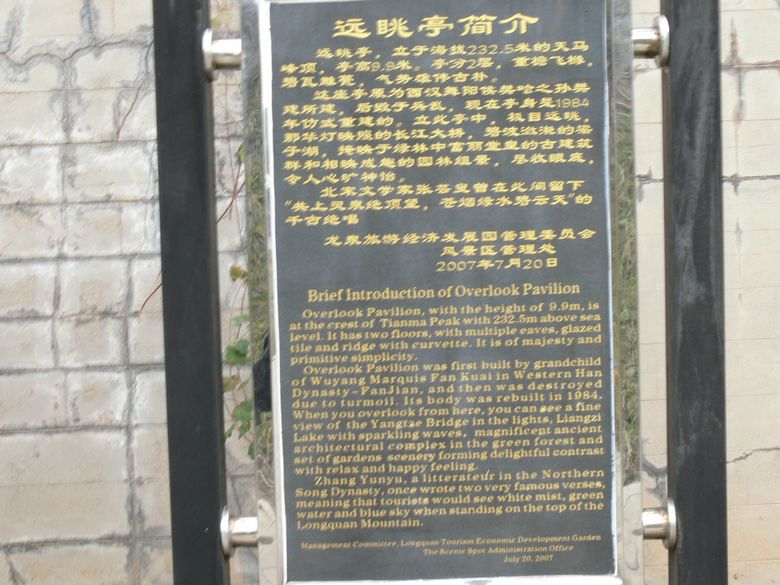 远眺亭简介
远眺亭，立于海拔232.5米的天马
峰顶，亭高9.9米。亭分2层，重檐飞椽，
碧瓦雕甍，气势雄伟古朴。
这座亭原为西汉舞阳侯樊哙之孙樊
建所建，后毁于兵乱，现在亭身是1984
年仿式重建的。立此亭中，极目远眺，
那华灯映照的长江大桥，碧波滋滟的梁
子湖，掩映于绿林中富丽堂皇的古建筑
群和相映成趣的园林组景，尽收眼底，
令人心旷神怡。
北宋文学家张芸叟曾在此间留下
“头上灵泉绝顶望，苍烟绿水碧云天”的
千古绝唱
龙泉旅游经济发展园管理委员会
风景区管理处
2007年7月20日
Brief Introduction of Overlook Pavilion
Overlook Pavilion, with the height of 9.9m, is
at the crest of Tianma Peak with 232.5m above sea
level. It has two floors, with multiple eaves, glazed
tile and ridge with curvette. It is of majesty and
primitive simplicity.
Overlook Pavilion was first built by grandchild
of Wuyang Marquis Fan Kuai in Western Han
Dynasty-FanJian, and then was destroyed
due to turmoil. Its body was rebuilt in 1984.
When you overlook from here, you can see a fine
view of the Yangtze Bridge in the lights, Liangzi
Lake with sparkling waves, magnificent ancient
architectural complex in the green forest and
set of gardens scenery forming delightful contrast
with relax and happy feeling.
Zhang Yunyu, a litterateur in the Northern
Song Dynasty, once wrote two very famous verses,
meaning that tourists would see white mist, green
water and blue sky when standing on the top of the
Longquan Mountain.
Management Committee, Longquan Tourism Economic Development Garden
The Scenic Spot Administration Office
July 20, 2007